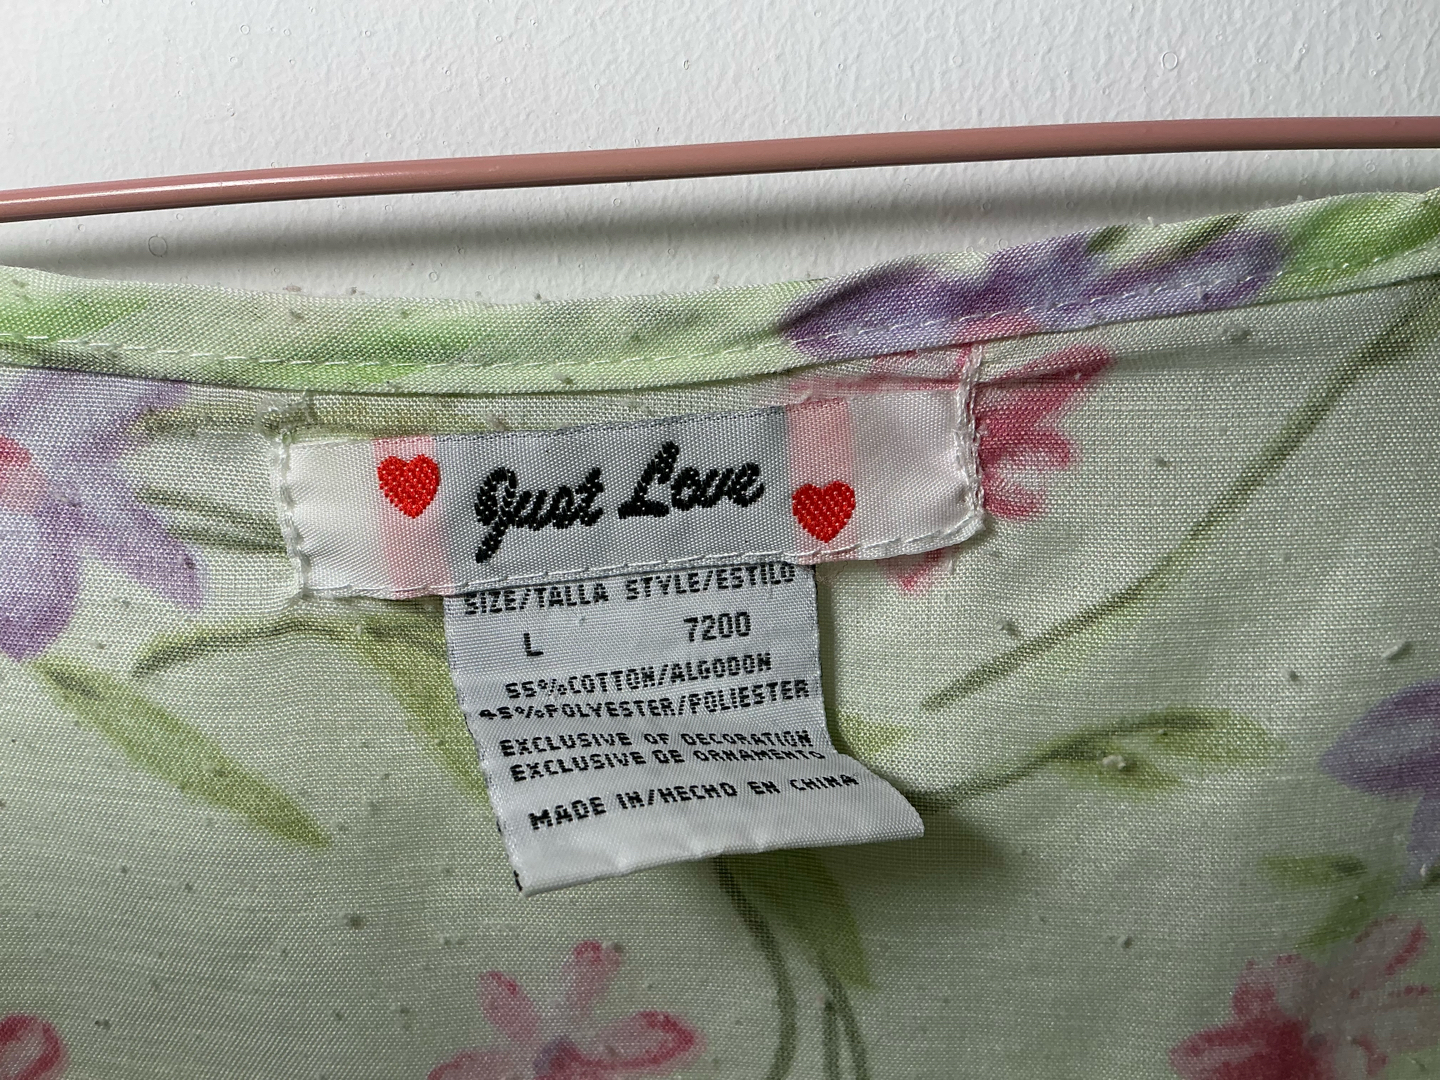 Just Love
SIZE/TALLA STYLE/ESTILO
L 7200
55%COTTON/ALGODON
45%POLYESTER/POLIESTER
EXCLUSIVE OF DECORATION
EXCLUSIVE DE ORNAMENTO
MADE IN/HECHO EN CHINA